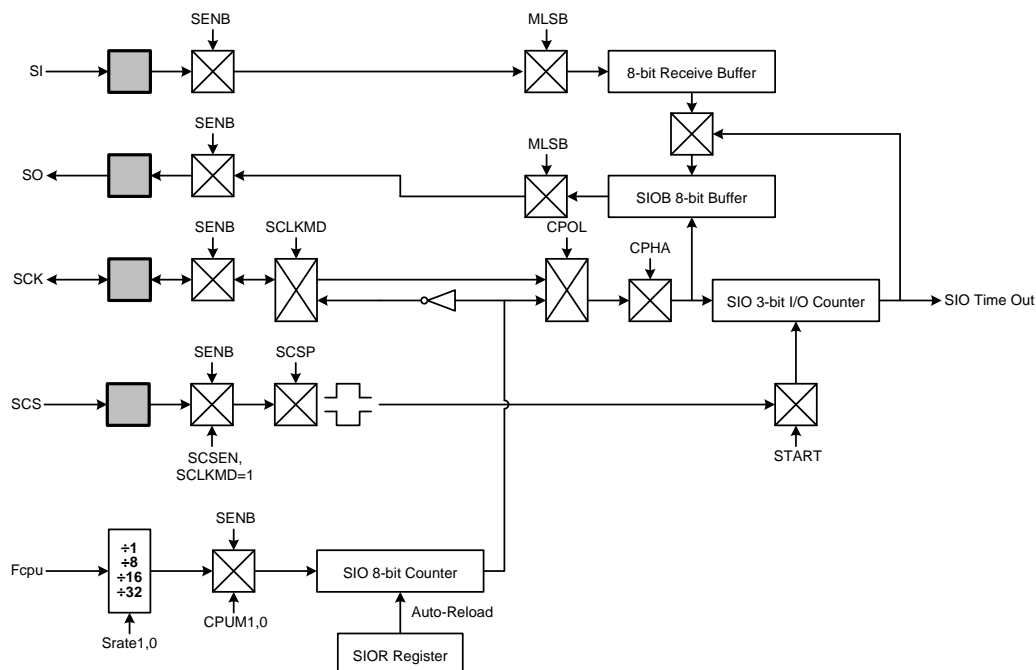 SENB
MLSB
SI
8-bit Receive Buffer
SENB
MLSB
SO
SIOB 8-bit Buffer
SENB
SCLKMD
CPOL
CPHA
SCK
SIO 3-bit I/O Counter
SIO Time Out
SENB
SCSP
SCS
SCSEN,
SCLKMD=1
START
SENB
÷1
÷8
÷16
÷32
Fcpu
SIO 8-bit Counter
Auto-Reload
Srate1,0
CPUM1,0
SIOR Register